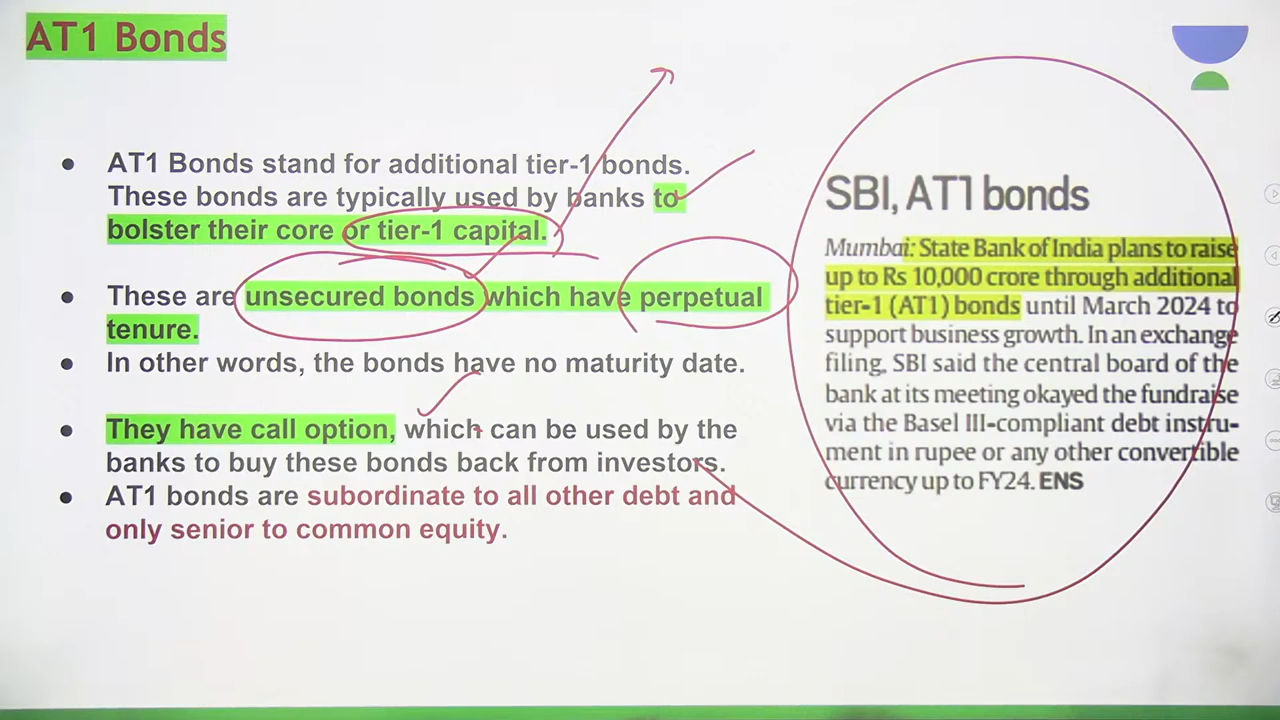 AT1 Bonds
AT1 Bonds stand for additional tier-1 bonds.
These bonds are typically used by banks to
bolster their core or tier-1 capital.
These are unsecured bonds which have perpetual
tenure.
In other words, the bonds have no maturity date.
They have call option, which can be used by the
banks to buy these bonds back from investors.
AT1 bonds are subordinate to all other debt and
only senior to common equity.
SBI, AT1 bonds
Mumbai: State Bank of India plans to raise
up to Rs 10,000 crore through additional
tier-1 (AT1) bonds until March 2024 to
support business growth. In an exchange
filing, SBI said the central board of the
bank at its meeting okayed the fundraise
via the Basel III-compliant debt instru-
ment in rupee or any other convertible
currency up to FY24. ENS